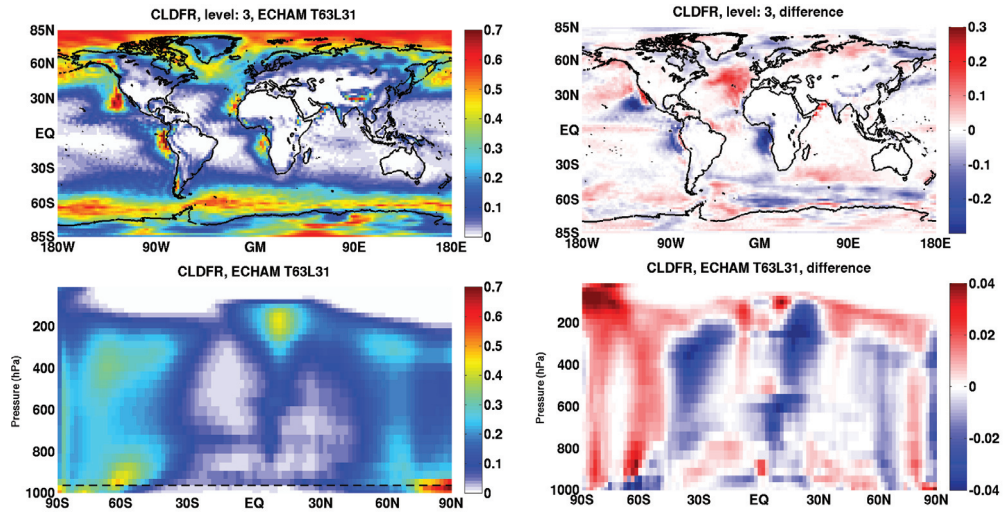 CLDFR, level: 3, ECHAM T63L31
85N
60N
30N
EQ
30S
60S
85S
180W 90W GM 90E 180E
0.7
0.6
0.5
0.4
0.3
0.2
0.1
0
CLDFR, level: 3, difference
85N
60N
30N
EQ
30S
60S
85S
180W 90W GM 90E 180E
0.3
0.2
0.1
0
-0.1
-0.2
CLDFR, ECHAM T63L31
Pressure (hPa)
200
400
600
800
1000
90S 60S 30S EQ 30N 60N 90N
0.7
0.6
0.5
0.4
0.3
0.2
0.1
0
CLDFR, ECHAM T63L31, difference
Pressure (hPa)
200
400
600
800
1000
90S 60S 30S EQ 30N 60N 90N
0.04
0.02
0
-0.02
-0.04